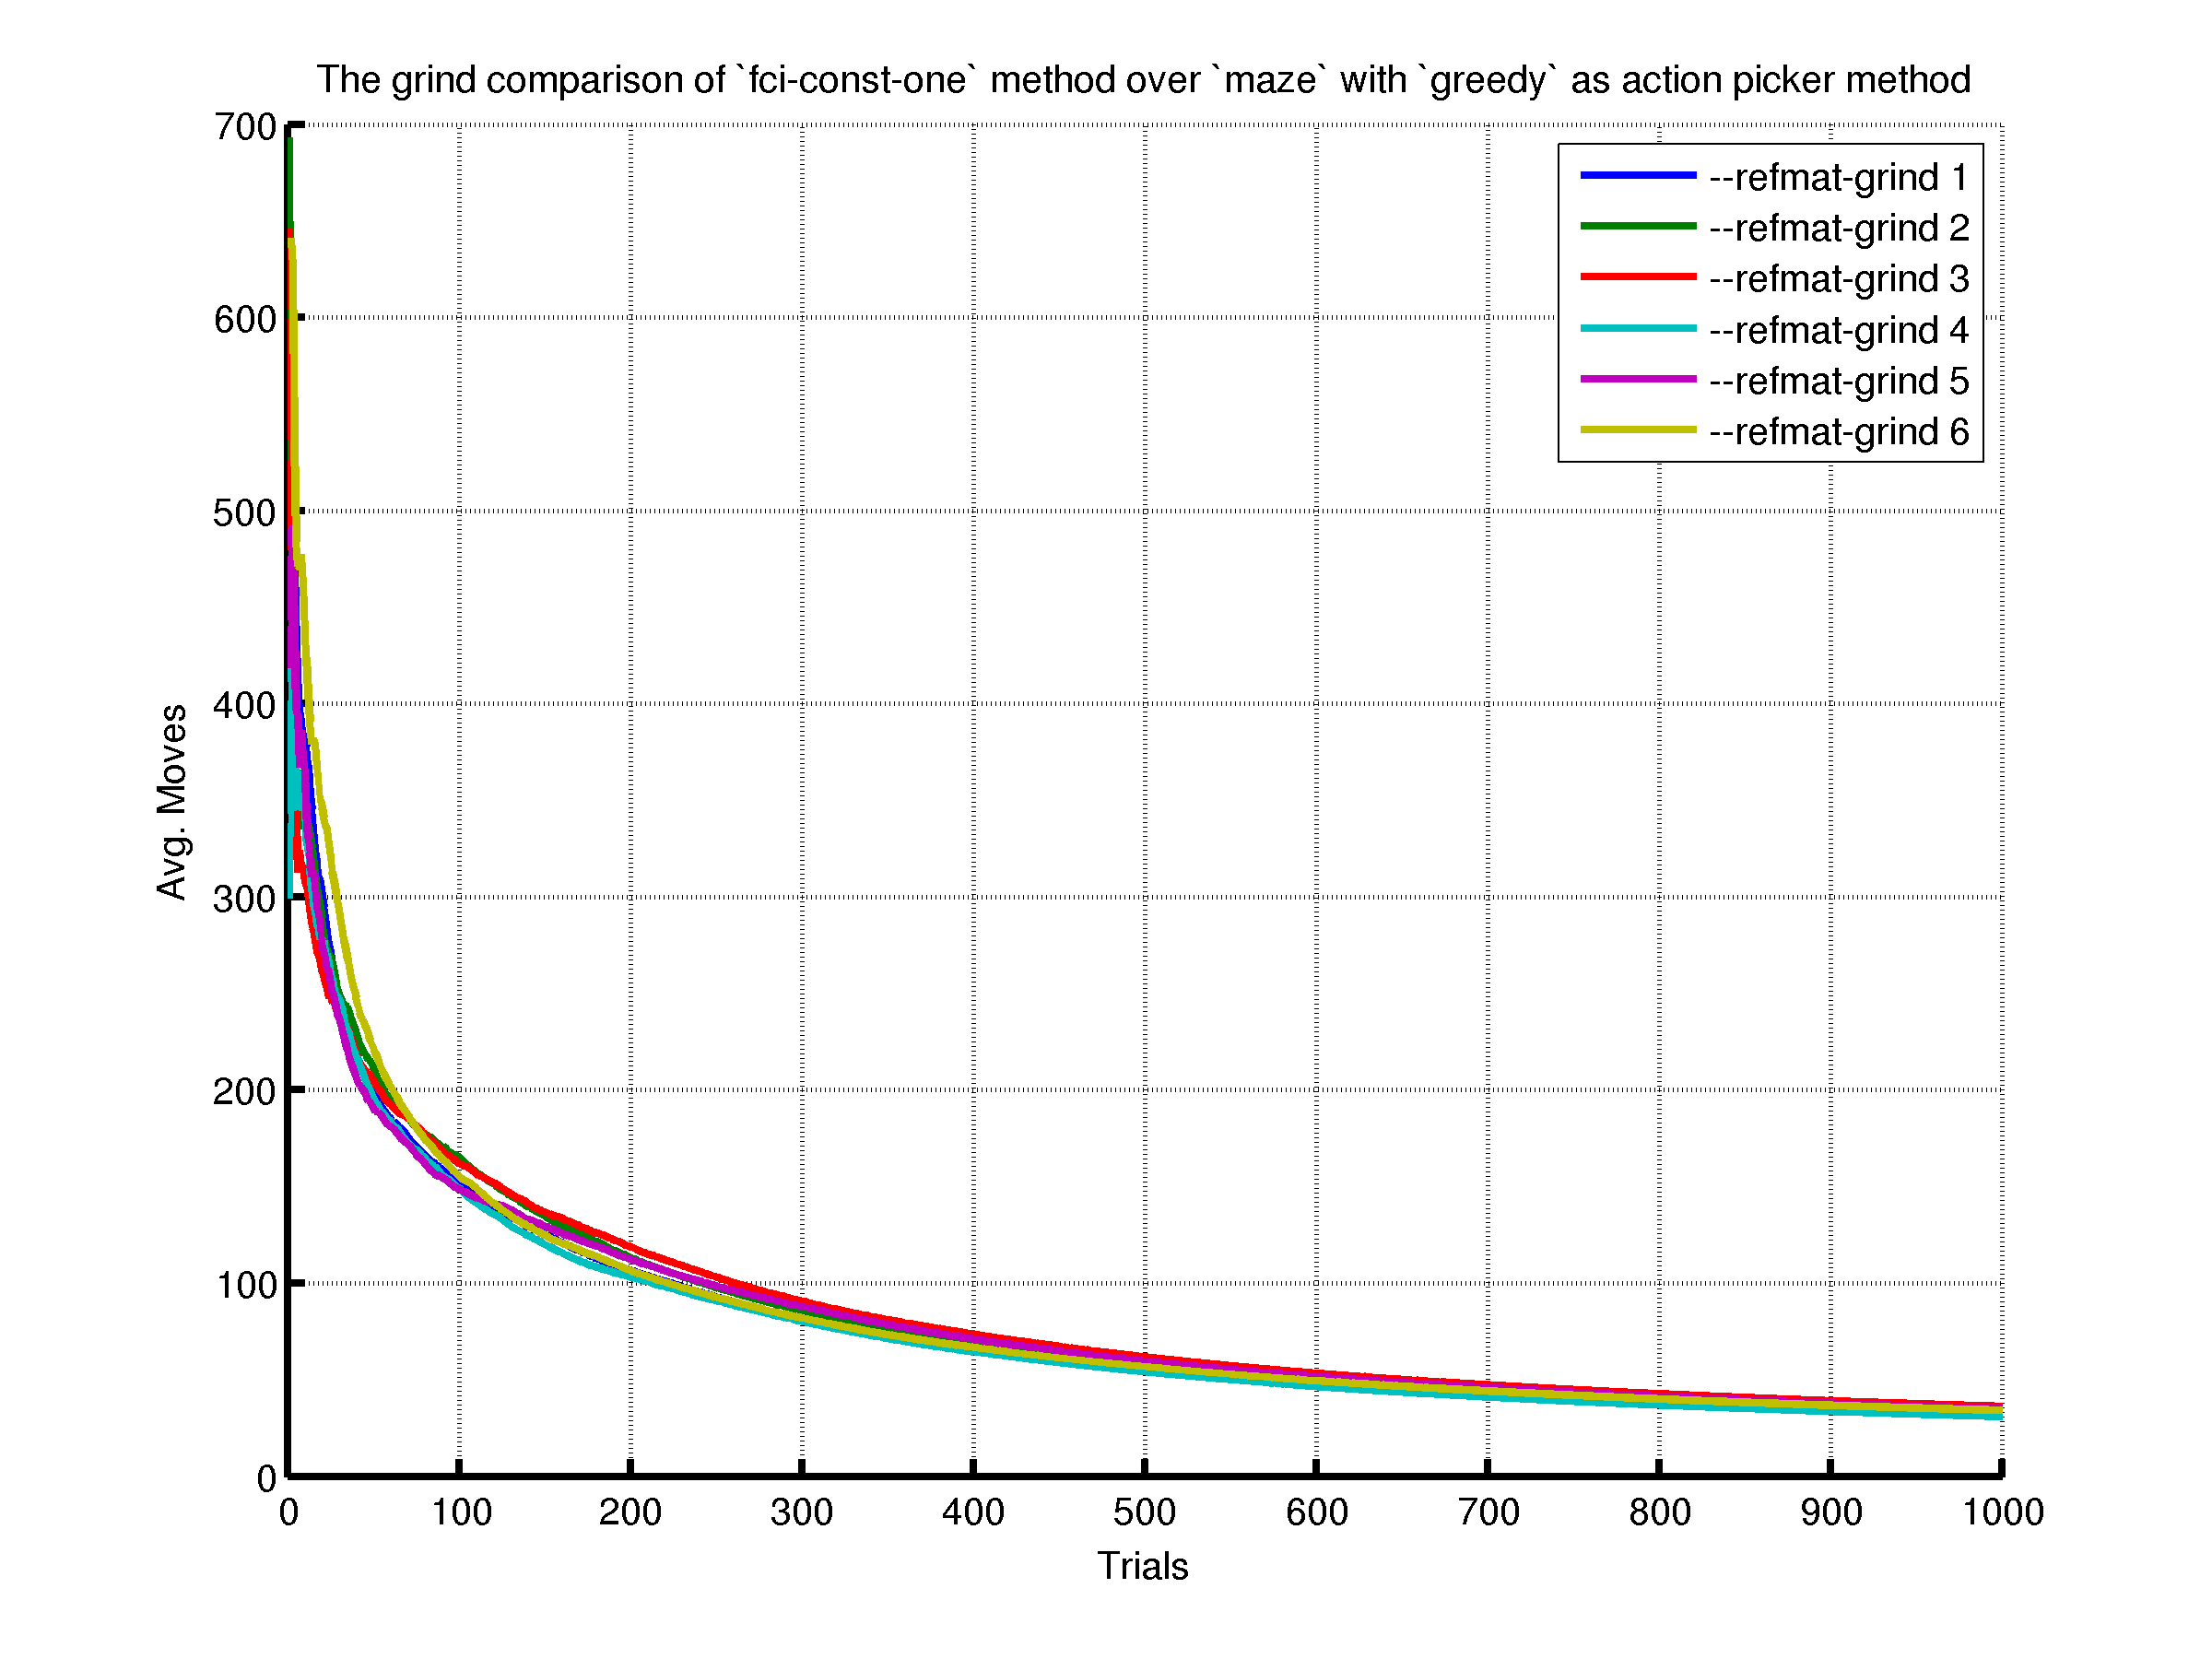 The grind comparison of `fci-const-one` method over `maze` with `greedy` as action picker method
700
600
500
400
300
200
100
0
Avg. Moves
--refmat-grind 1
--refmat-grind 2
--refmat-grind 3
--refmat-grind 4
--refmat-grind 5
--refmat-grind 6
0 100 200 300 400 500 600 700 800 900 1000
Trials